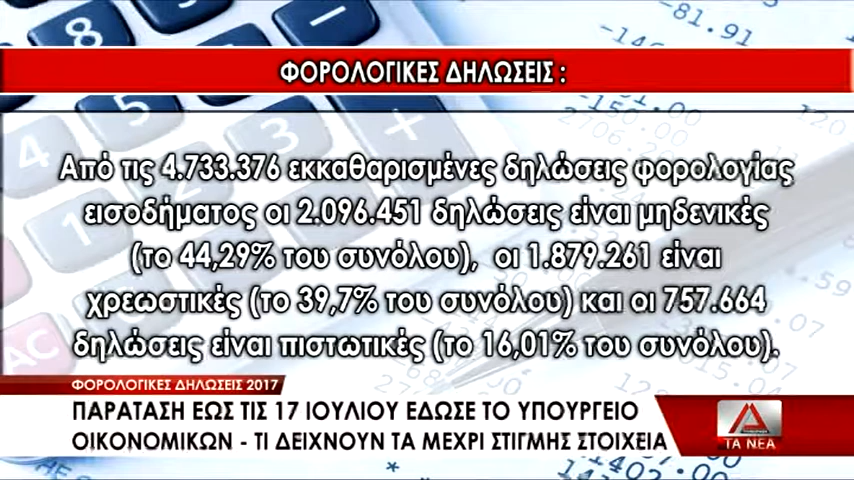 ΦΟΡΟΛΟΓΙΚΕΣ ΔΗΛΩΣΕΙΣ :
Από τις 4.733.376 εκκαθαρισμένες δηλώσεις φορολογίας
εισοδήματος οι 2.096.451 δηλώσεις είναι μηδενικές
(το 44,29% του συνόλου), οι 1.879.261 είναι
χρεωστικές (το 39,7% του συνόλου) και οι 757.664
δηλώσεις είναι πιστωτικές (το 16,01% του συνόλου).
ΦΟΡΟΛΟΓΙΚΕΣ ΔΗΛΩΣΕΙΣ 2017
ΠΑΡΑΤΑΣΗ ΕΩΣ ΤΙΣ 17 ΙΟΥΛΙΟΥ ΕΔΩΣΕ ΤΟ ΥΠΟΥΡΓΕΙΟ
ΟΙΚΟΝΟΜΙΚΩΝ - ΤΙ ΔΕΙΧΝΟΥΝ ΤΑ ΜΕΧΡΙ ΣΤΙΓΜΗΣ ΣΤΟΙΧΕΙΑ
ΤΑ ΝΕΑ